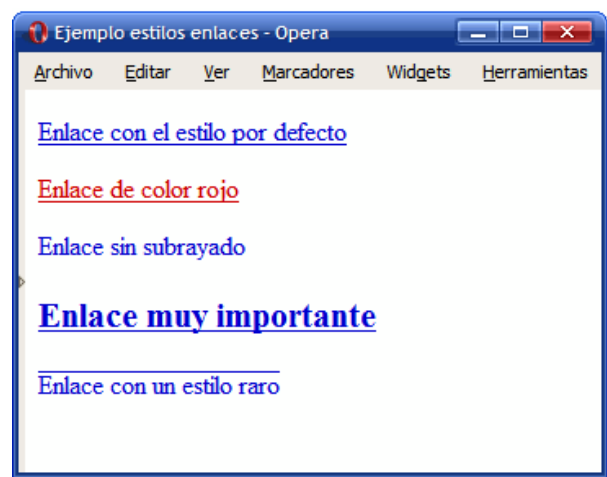 Ejemplo estilos enlaces - Opera
Archivo Editar Ver Marcadores Widgets Herramientas
Enlace con el estilo por defecto
Enlace de color rojo
Enlace sin subrayado
Enlace muy importante
Enlace con un estilo raro